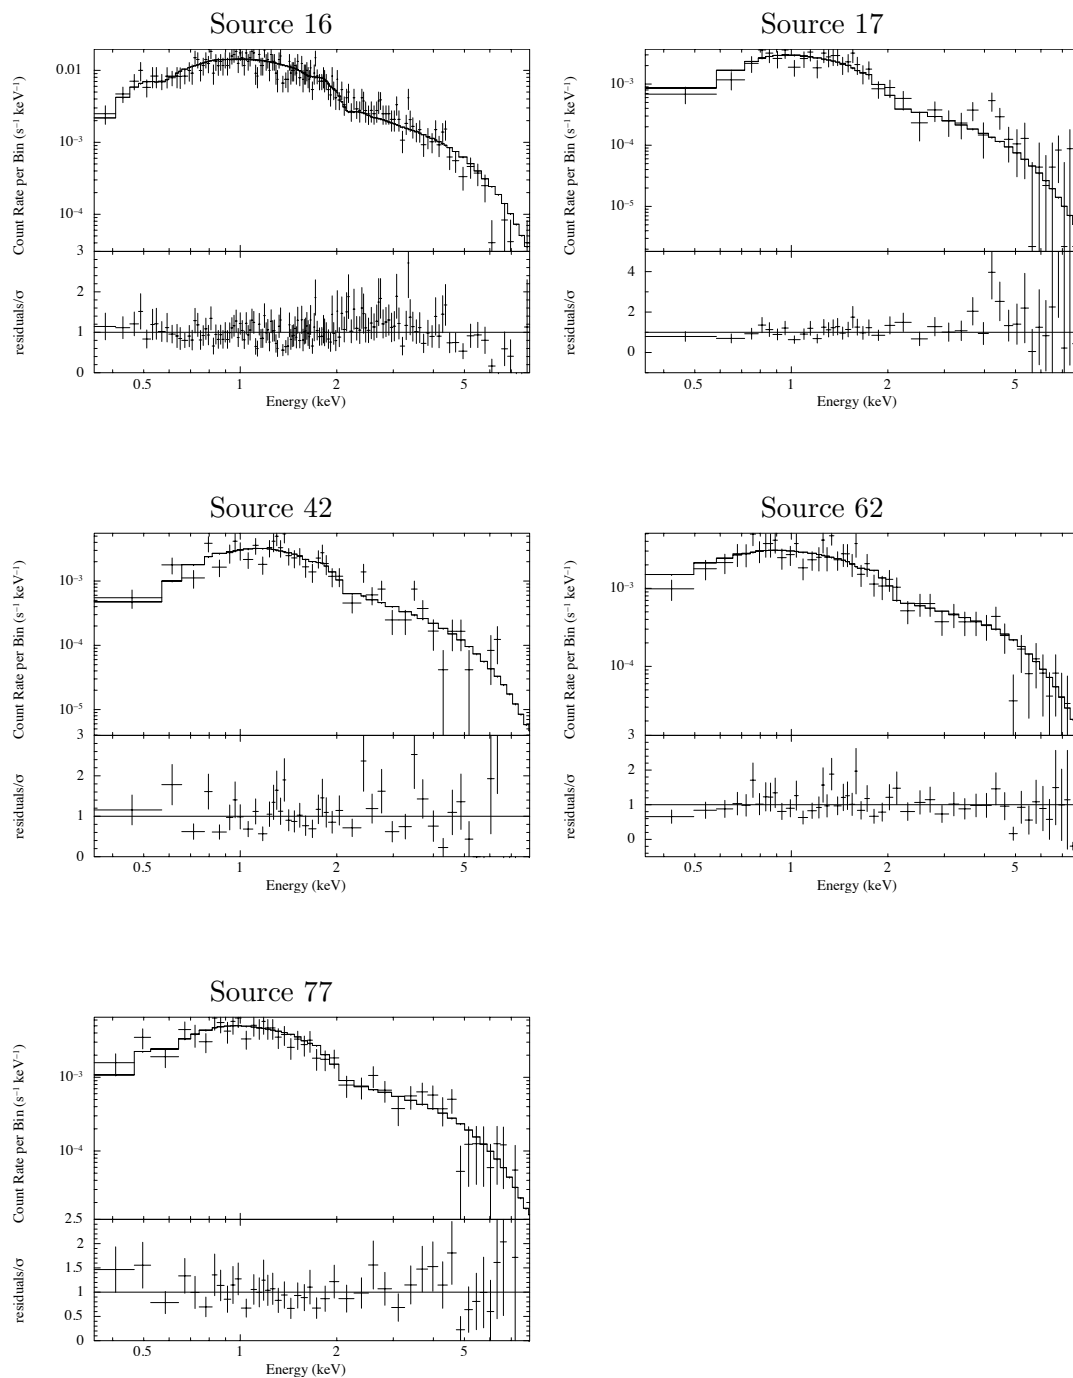 Source 16
Count Rate per Bin (s⁻¹ keV⁻¹)
0.01
10⁻³
10⁻⁴
3
residuals/σ
2
1
0
0.5 1 2 5
Energy (keV)
Source 17
Count Rate per Bin (s⁻¹ keV⁻¹)
10⁻³
10⁻⁴
10⁻⁵
residuals/σ
4
2
0
0.5 1 2 5
Energy (keV)
Source 42
Count Rate per Bin (s⁻¹ keV⁻¹)
10⁻³
10⁻⁴
10⁻⁵
3
residuals/σ
2
1
0
0.5 1 2 5
Energy (keV)
Source 62
Count Rate per Bin (s⁻¹ keV⁻¹)
10⁻³
10⁻⁴
3
residuals/σ
2
1
0
0.5 1 2 5
Energy (keV)
Source 77
Count Rate per Bin (s⁻¹ keV⁻¹)
10⁻³
10⁻⁴
2.5
residuals/σ
2
1.5
1
0.5
0
0.5 1 2 5
Energy (keV)